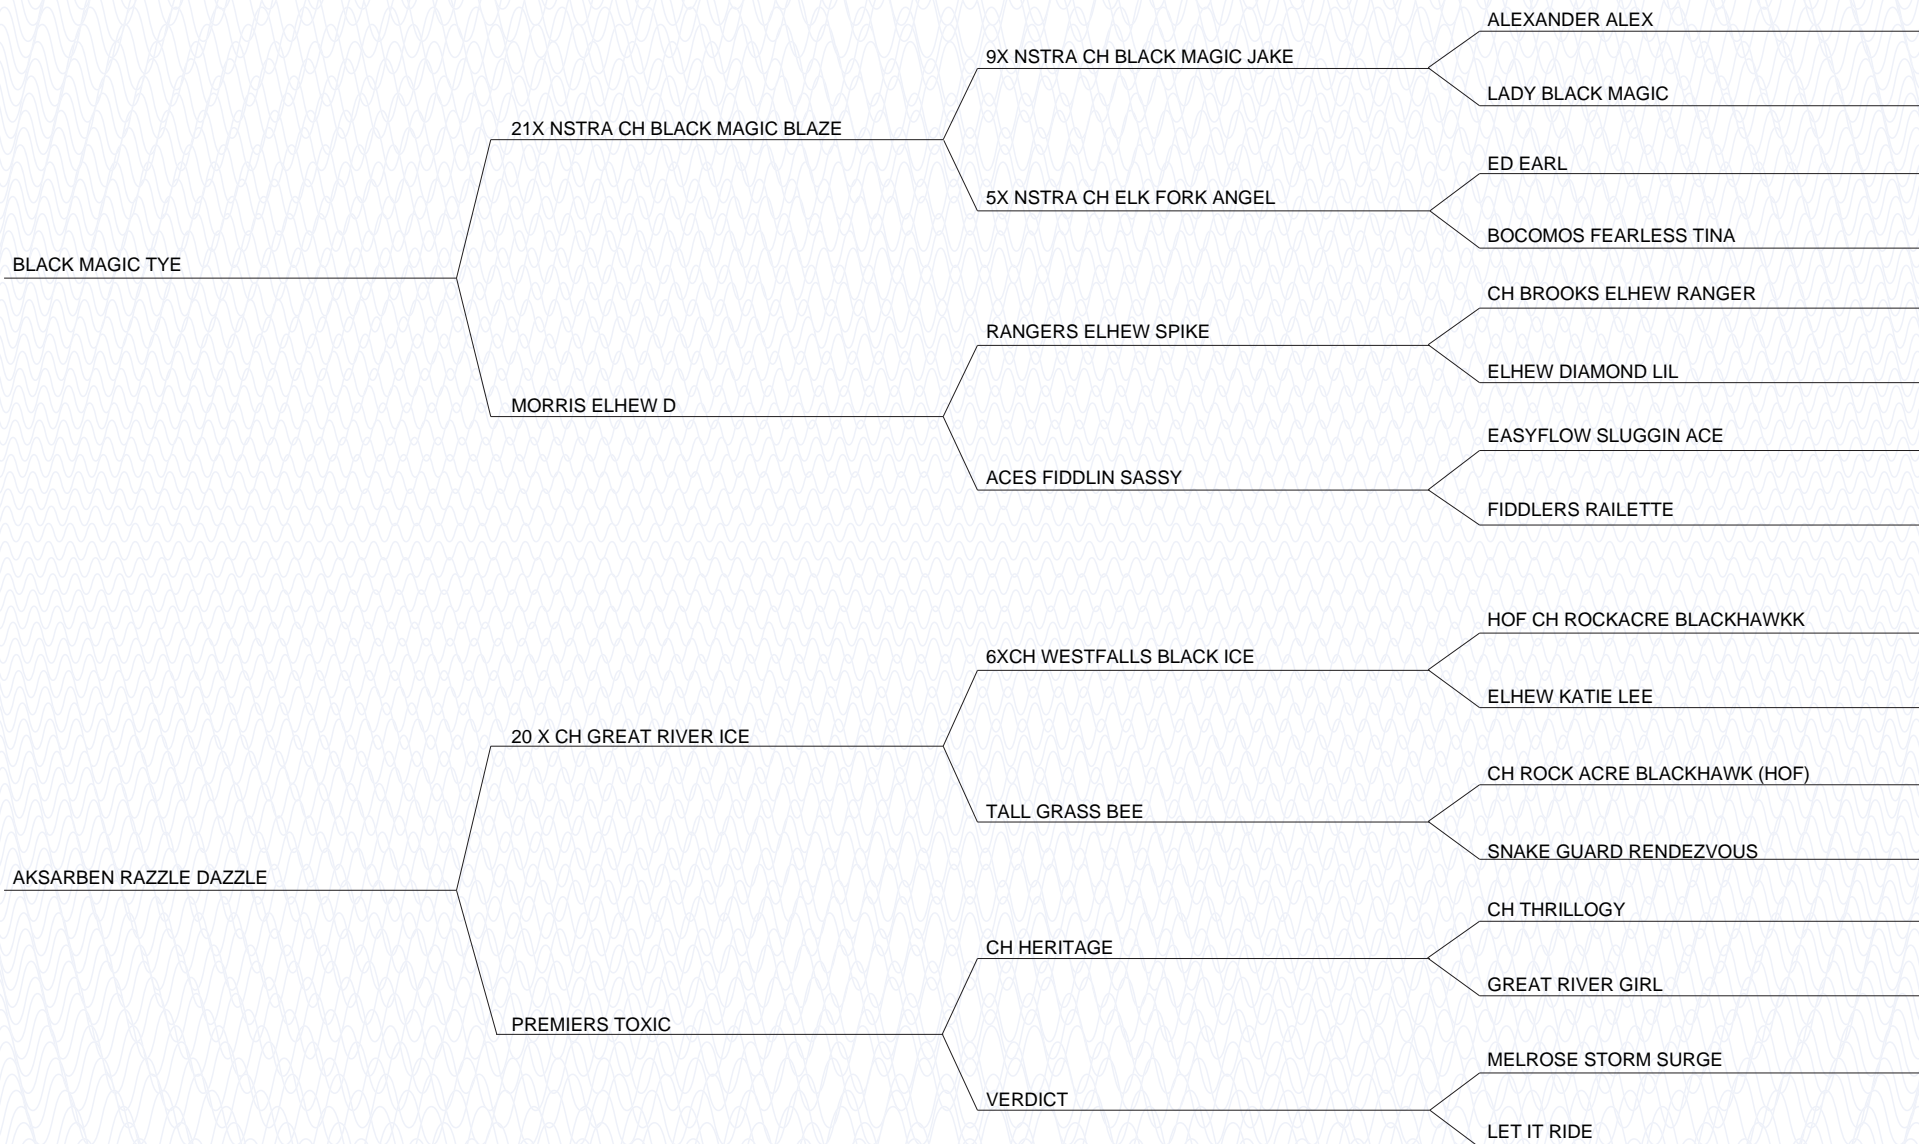 ALEXANDER ALEX
9X NSTRA CH BLACK MAGIC JAKE
LADY BLACK MAGIC
21X NSTRA CH BLACK MAGIC BLAZE
ED EARL
5X NSTRA CH ELK FORK ANGEL
BOCOMOS FEARLESS TINA
BLACK MAGIC TYE
CH BROOKS ELHEW RANGER
RANGERS ELHEW SPIKE
ELHEW DIAMOND LIL
MORRIS ELHEW D
EASYFLOW SLUGGIN ACE
ACES FIDDLIN SASSY
FIDDLERS RAILETTE
HOF CH ROCKACRE BLACKHAWKK
6XCH WESTFALLS BLACK ICE
ELHEW KATIE LEE
20 X CH GREAT RIVER ICE
CH ROCK ACRE BLACKHAWK (HOF)
TALL GRASS BEE
SNAKE GUARD RENDEZVOUS
AKSARBEN RAZZLE DAZZLE
CH THRILLOGY
CH HERITAGE
GREAT RIVER GIRL
PREMIERS TOXIC
MELROSE STORM SURGE
VERDICT
LET IT RIDE